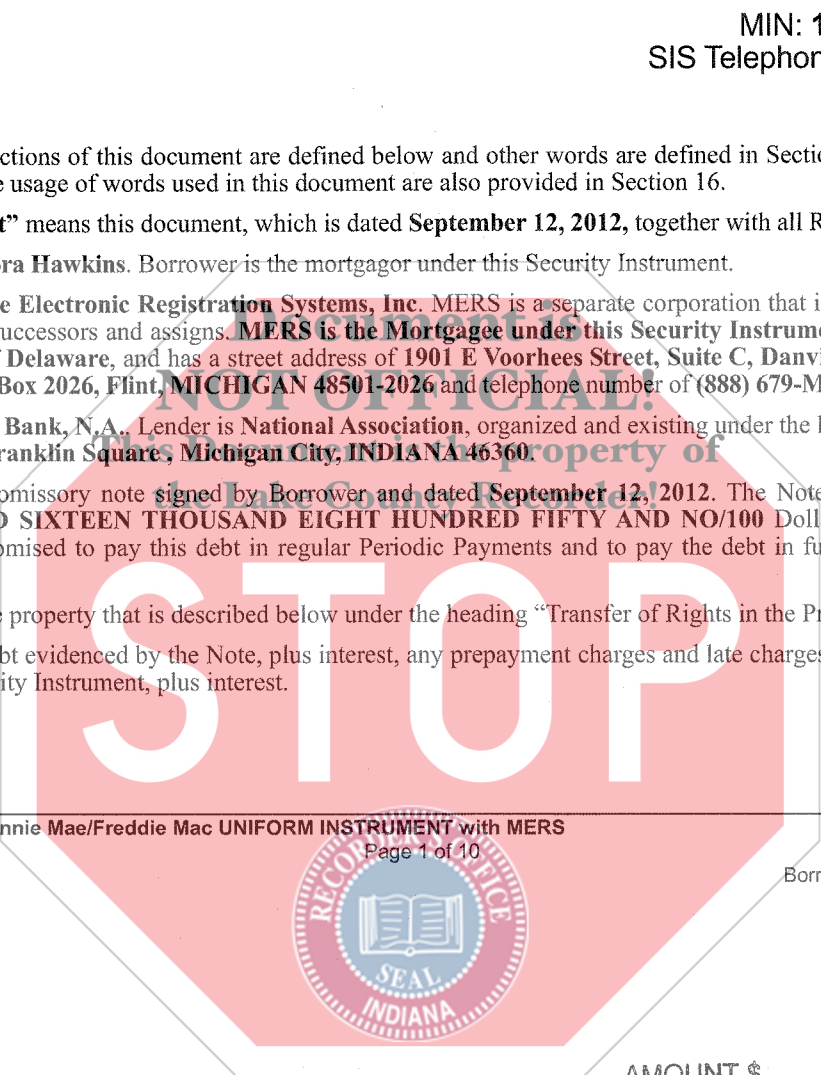 MIN: 1
SIS Telephon
ctions of this document are defined below and other words are defined in Sectio
e usage of words used in this document are also provided in Section 16.
t” means this document, which is dated September 12, 2012, together with all R
ra Hawkins. Borrower is the mortgagor under this Security Instrument.
e Electronic Registration Systems, Inc. MERS is a separate corporation that i
uccessors and assigns. MERS is the Mortgagee under this Security Instrume
f Delaware, and has a street address of 1901 E Voorhees Street, Suite C, Danvi
Box 2026, Flint, MICHIGAN 48501-2026 and telephone number of (888) 679-M
Bank, N.A.. Lender is National Association, organized and existing under the l
ranklin Square , Michigan City, INDIANA 46360.
omissory note signed by Borrower and dated September 12, 2012. The Note
D SIXTEEN THOUSAND EIGHT HUNDRED FIFTY AND NO/100 Doll
omised to pay this debt in regular Periodic Payments and to pay the debt in fu
e property that is described below under the heading “Transfer of Rights in the Pr
bt evidenced by the Note, plus interest, any prepayment charges and late charges
ity Instrument, plus interest.
Document is
NOT OFFICIAL!
This Document is the property of
the Lake County Recorder!
STOP
nnie Mae/Freddie Mac UNIFORM INSTRUMENT with MERS
Page 1 of 10
Borr
RECORDER'S OFFICE
SEAL
INDIANA
AMOUNT $